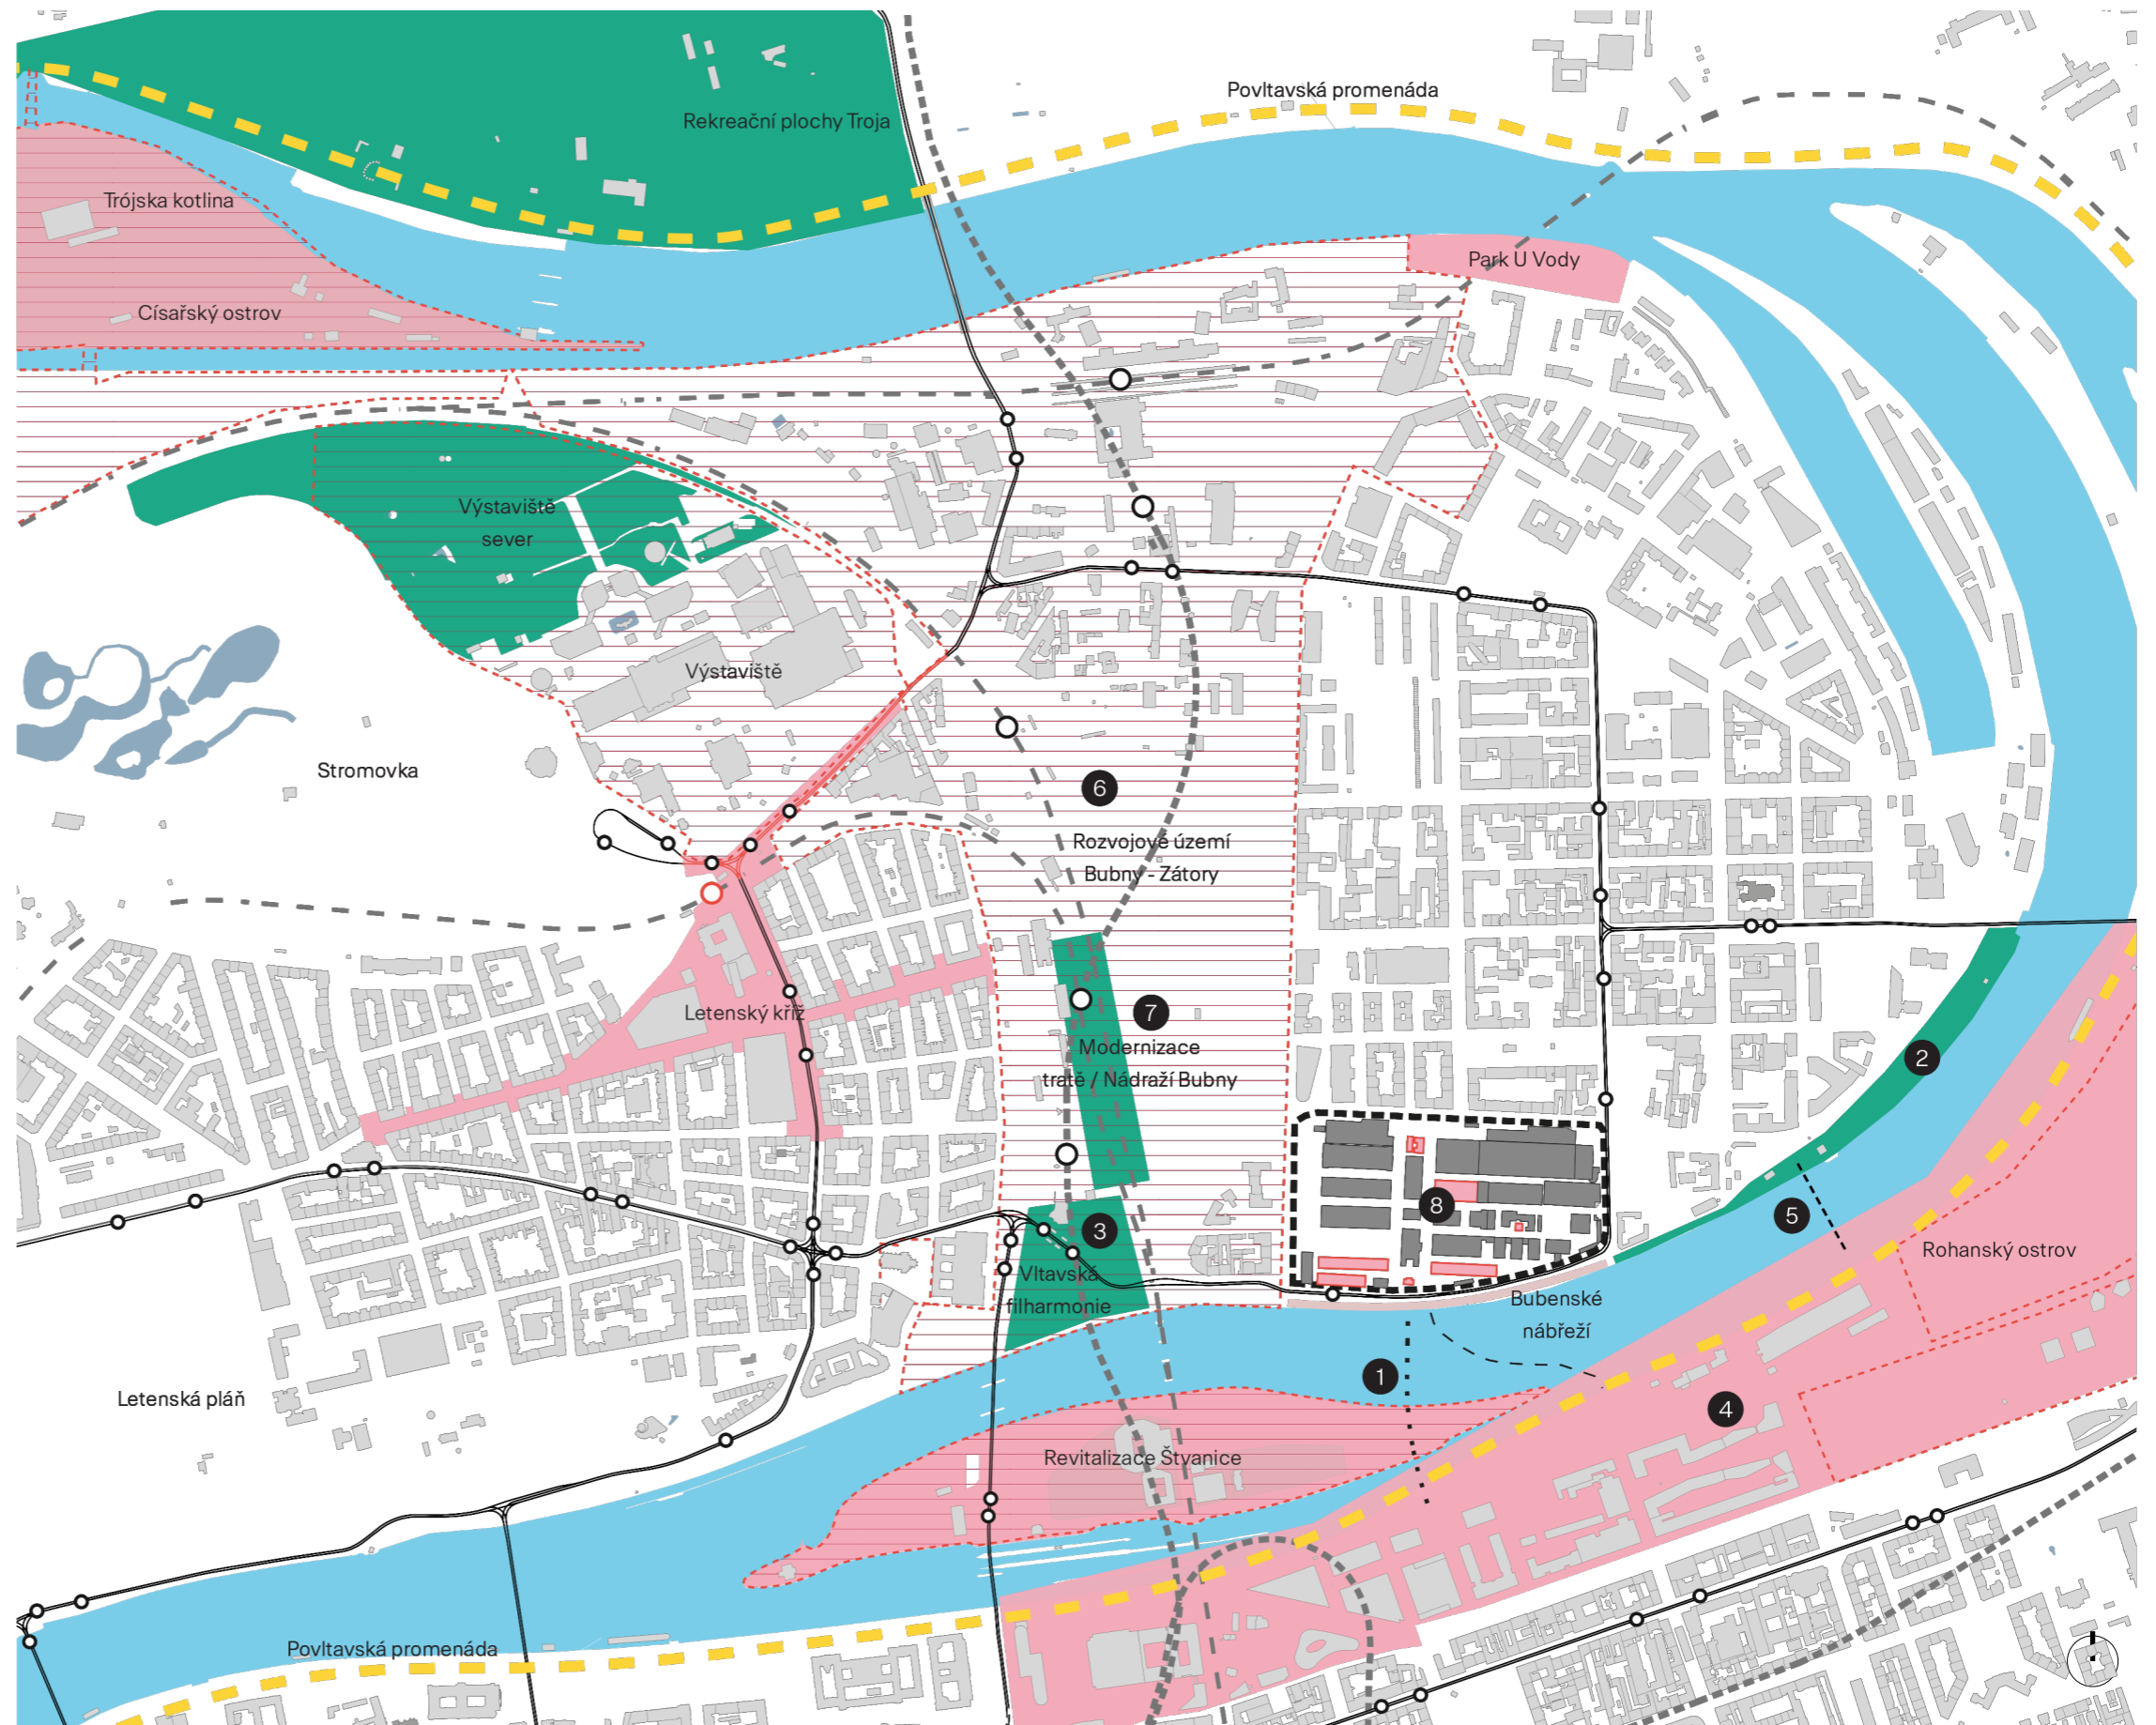 Povltavská promenáda
Rekreační plochy Troja
Trójska kotlina
Park U Vody
Císařský ostrov
Výstaviště
sever
Výstaviště
Stromovka
6
Rozvojové území
Bubny - Zátory
Letenský kříž
7
Modernizace
tratě / Nádraží Bubny
2
8
5
3
Rohanský ostrov
Vltavská
filharmonie
Bubenské
nábřeží
1
Letenská pláň
4
Revitalizace Štvanice
Povltavská promenáda